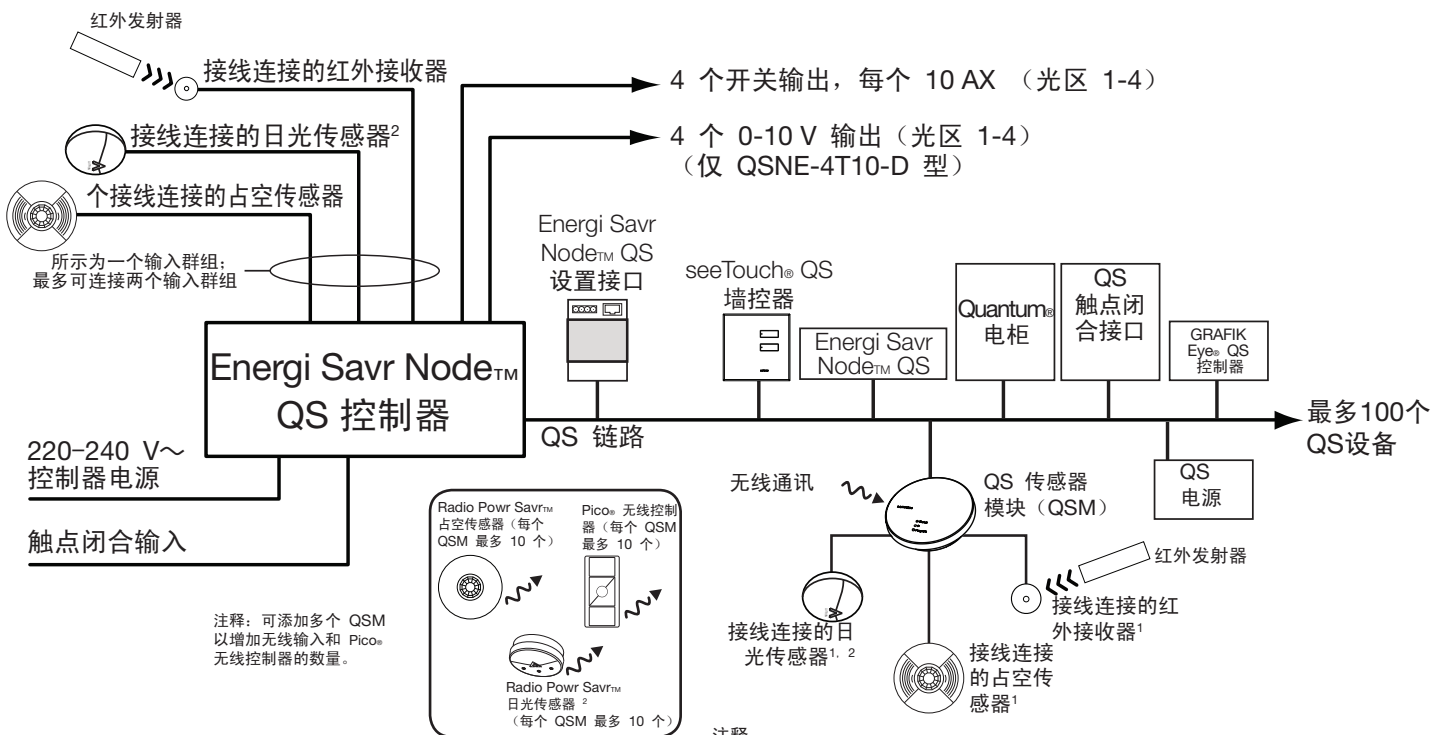 红外发射器
接线连接的红外接收器
接线连接的日光传感器2
个接线连接的占空传感器
所示为一个输入群组；
最多可连接两个输入群组
4 个开关输出，每个 10 AX （光区 1-4）
4 个 0-10 V 输出（光区 1-4）
（仅 QSNE-4T10-D 型）
Energi Savr Node™
QS 控制器
220-240 V～
控制器电源
触点闭合输入
Energi Savr
Node™ QS
设置接口
seeTouch® QS
墙控器
Energi Savr
Node™ QS
Quantum®
电柜
QS
触点闭
合接口
GRAFIK
Eye® QS
控制器
QS 链路
最多100个
QS设备
QS
电源
无线通讯
QS 传感器
模块（QSM）
红外发射器
接线连接的红
外接收器1
接线连接的日
光传感器1, 2
接线连接
的占空传
感器1
Radio Powr Savr™
占空传感器（每个
QSM 最多 10 个）
Pico® 无线控制
器（每个 QSM
最多 10 个）
Radio Powr Savr™
日光传感器 2
（每个 QSM 最多 10 个）
注释：可添加多个 QSM
以增加无线输入和 Pico®
无线控制器的数量。
注释